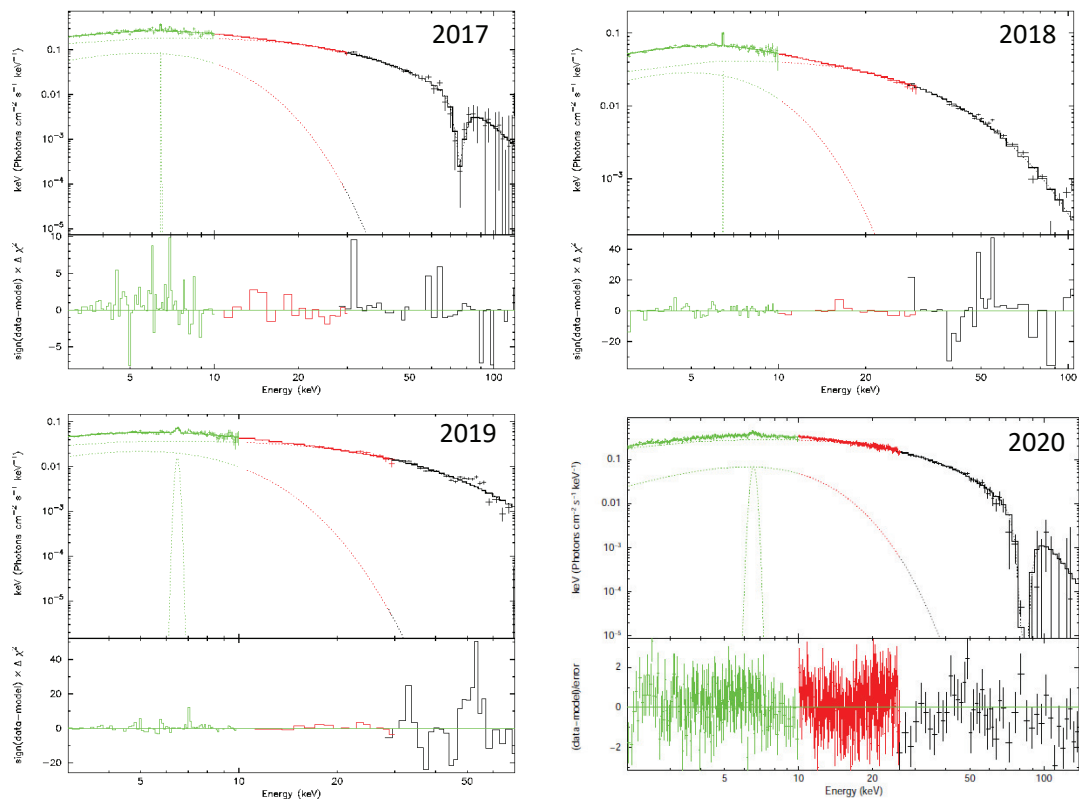 2017
keV (Photons cm⁻² s⁻¹ keV⁻¹)
0.1
0.01
10⁻³
10⁻⁴
10⁻⁵
sign(data−model) × Δ χ²
10
5
0
−5
5 10 20 50 100
Energy (keV)
2018
keV (Photons cm⁻² s⁻¹ keV⁻¹)
0.1
0.01
10⁻³
sign(data−model) × Δ χ²
40
20
0
−20
5 10 20 50 100
Energy (keV)
2019
keV (Photons cm⁻² s⁻¹ keV⁻¹)
0.1
0.01
10⁻³
10⁻⁴
10⁻⁵
sign(data−model) × Δ χ²
40
20
0
−20
5 10 20 50
Energy (keV)
2020
keV (Photons cm⁻² s⁻¹ keV⁻¹)
0.1
0.01
10⁻³
10⁻⁴
10⁻⁵
(data−model)/error
2
0
−2
5 10 20 50 100
Energy (keV)